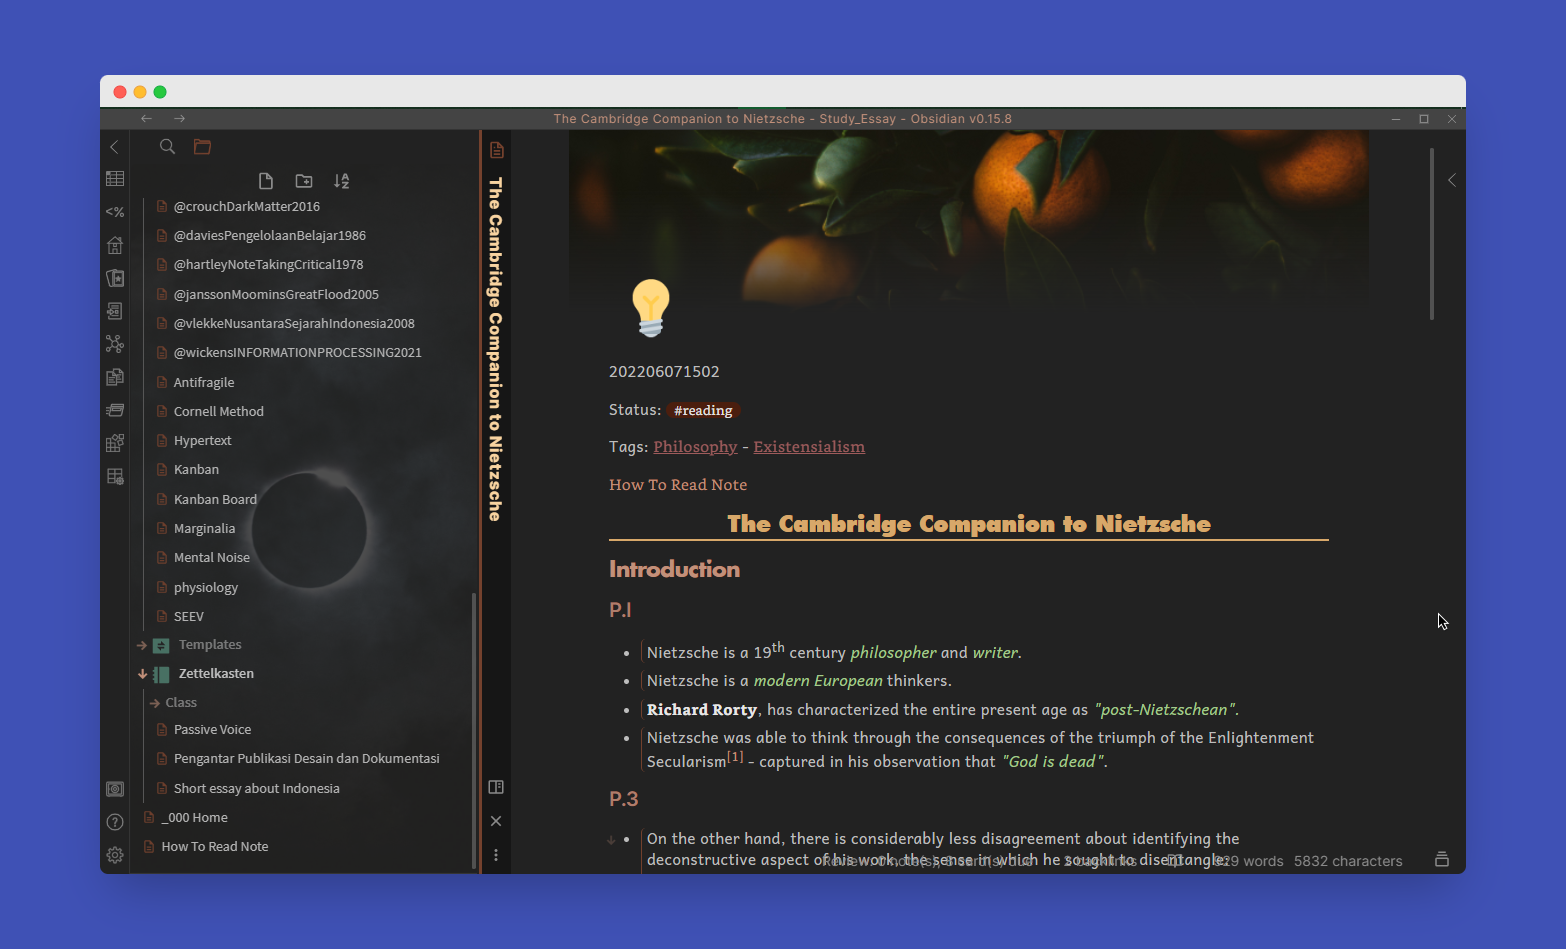 The Cambridge Companion to Nietzsche - Study_Essay - Obsidian v0.15.8
<%
A
Z
@crouchDarkMatter2016
@daviesPengelolaanBelajar1986
@hartleyNoteTakingCritical1978
@janssonMoominsGreatFlood2005
@vlekkeNusantaraSejarahIndonesia2008
@wickensINFORMATIONPROCESSING2021
Antifragile
Cornell Method
Hypertext
Kanban
Kanban Board
Marginalia
Mental Noise
physiology
SEEV
Templates
Zettelkasten
Class
Passive Voice
Pengantar Publikasi Desain dan Dokumentasi
Short essay about Indonesia
_000 Home
How To Read Note
The Cambridge Companion to Nietzsche
202206071502
Status: #reading
Tags: Philosophy - Existensialism
How To Read Note
The Cambridge Companion to Nietzsche
Introduction
P.I
Nietzsche is a 19th century philosopher and writer.
Nietzsche is a modern European thinkers.
Richard Rorty, has characterized the entire present age as "post-Nietzschean".
Nietzsche was able to think through the consequences of the triumph of the Enlightenment
Secularism[1] - captured in his observation that "God is dead".
P.3
On the other hand, there is considerably less disagreement about identifying the
deconstructive aspect of his work, the sense in which he sought to disentangle
929 words 5832 characters